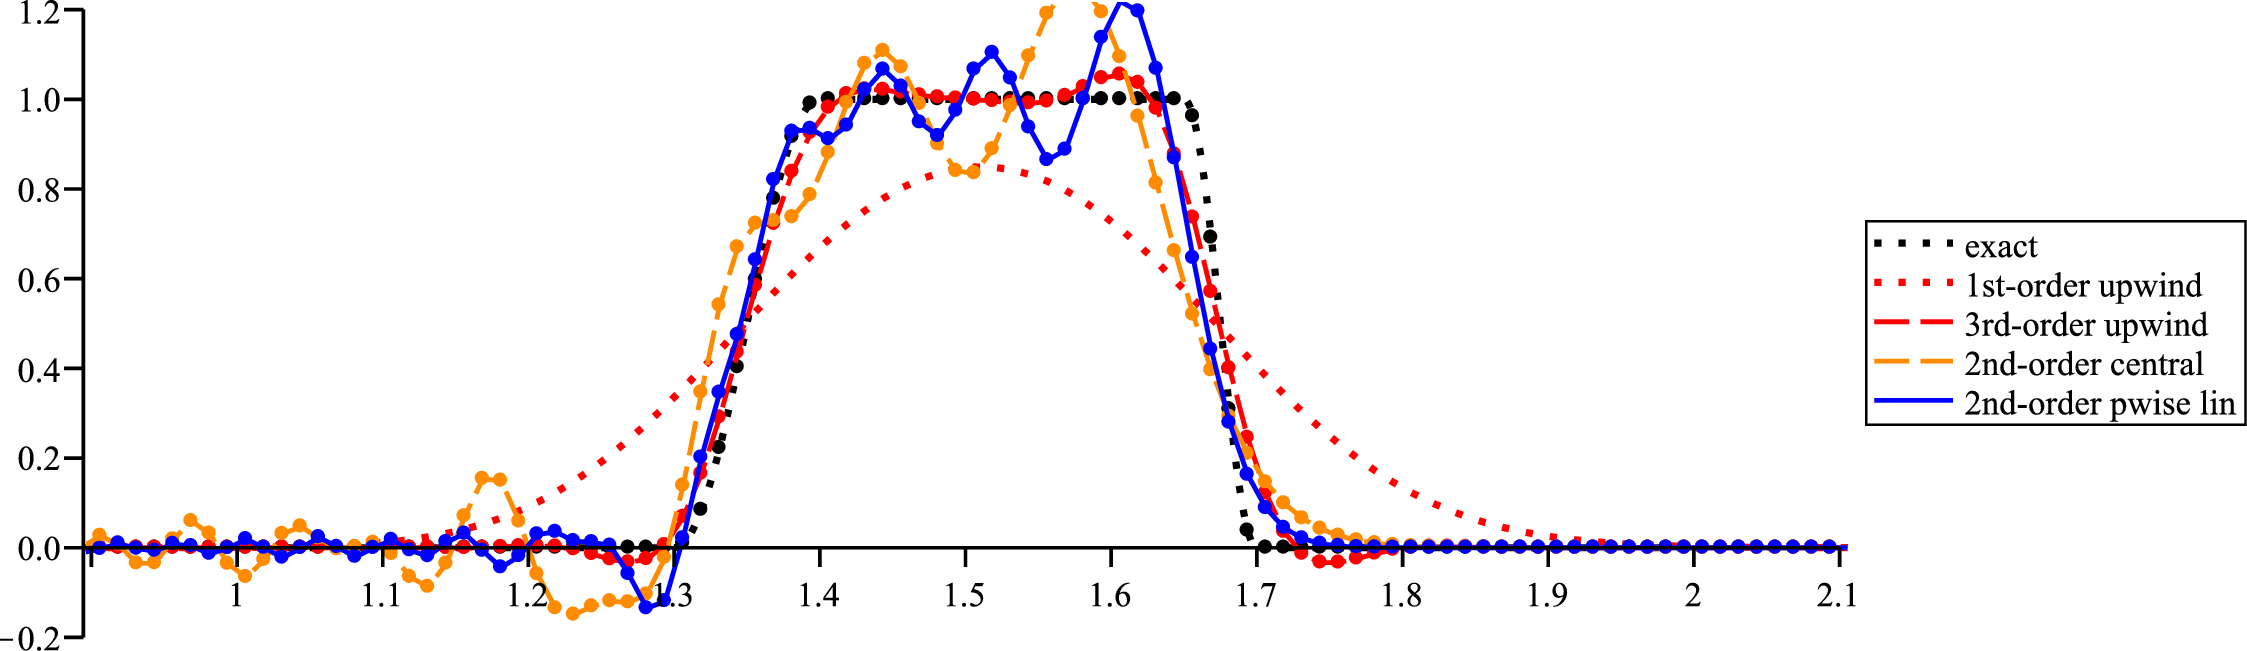 1.2
1.0
0.8
0.6
0.4
0.2
0.0
−0.2
1 1.1 1.2 1.3 1.4 1.5 1.6 1.7 1.8 1.9 2 2.1
exact
1st-order upwind
3rd-order upwind
2nd-order central
2nd-order pwise lin